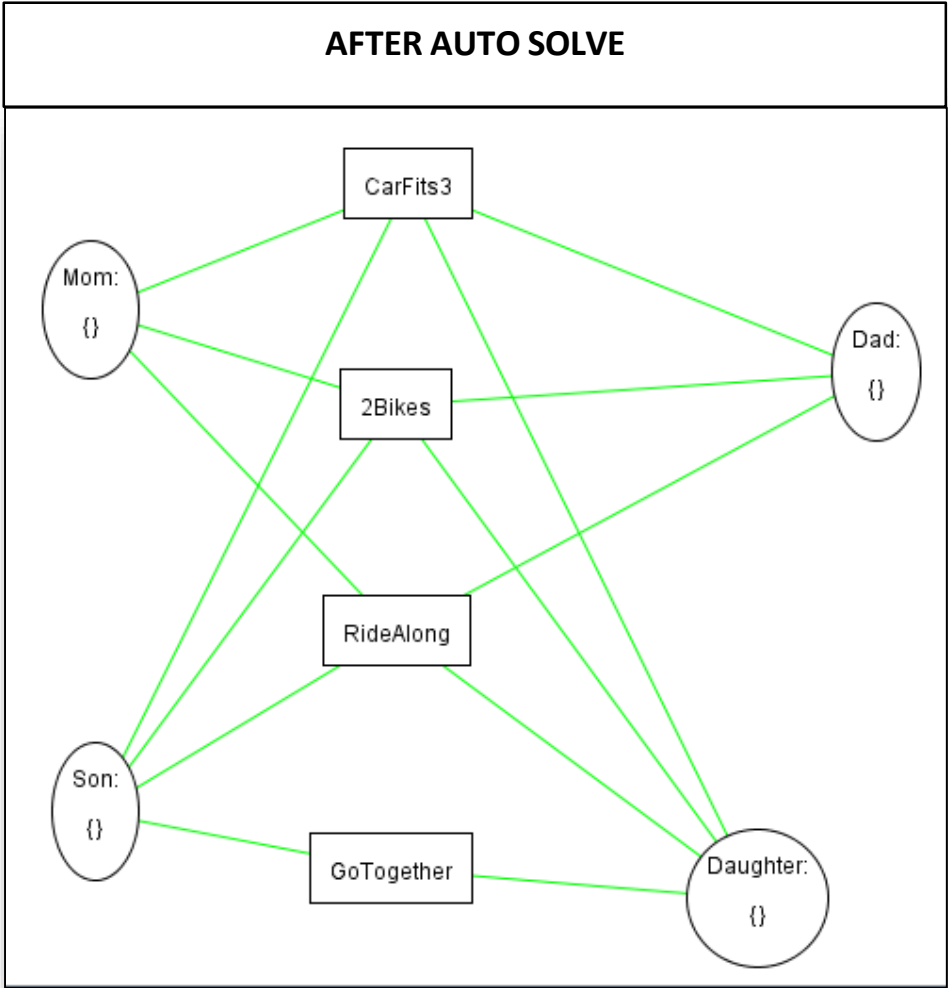 AFTER AUTO SOLVE
CarFits3
Mom:
{}
Dad:
{}
2Bikes
RideAlong
Son:
{}
GoTogether
Daughter:
{}